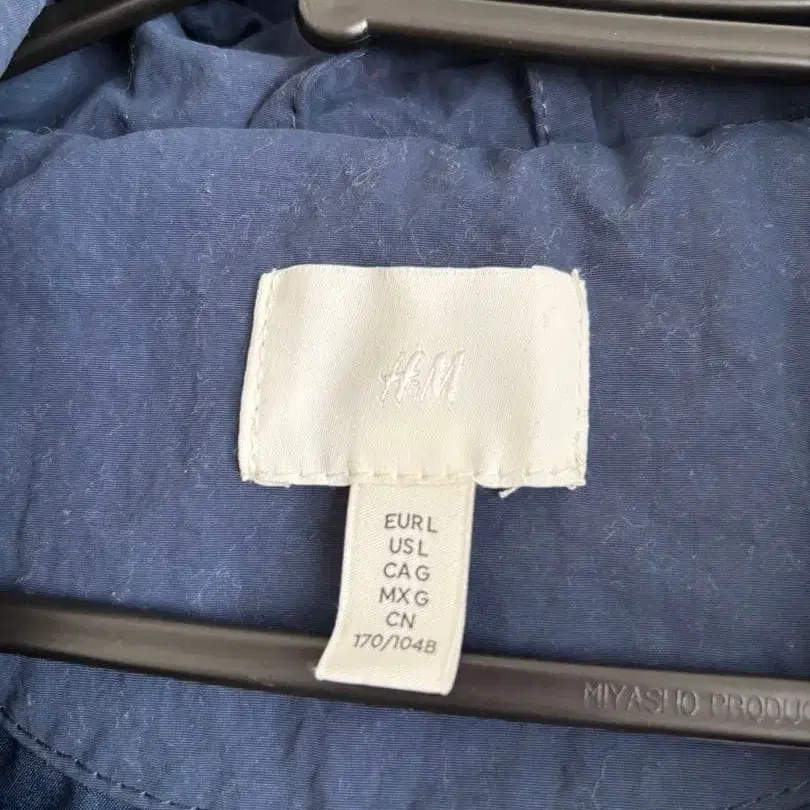 H&M
EUR L
US L
CA G
MX G
CN
170/104B
MIYASHO PRODUC